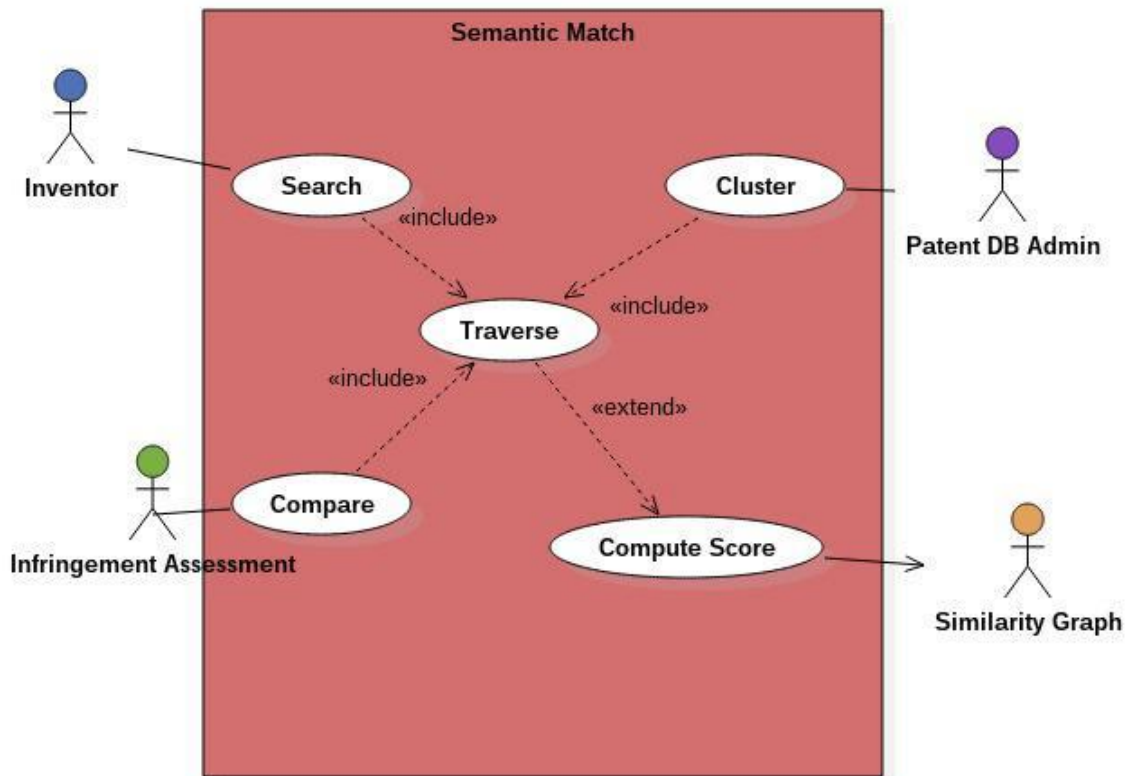 Semantic Match
Inventor
Search
Cluster
Patent DB Admin
«include»
«include»
Traverse
«include»
«extend»
Compare
Compute Score
Infringement Assessment
Similarity Graph